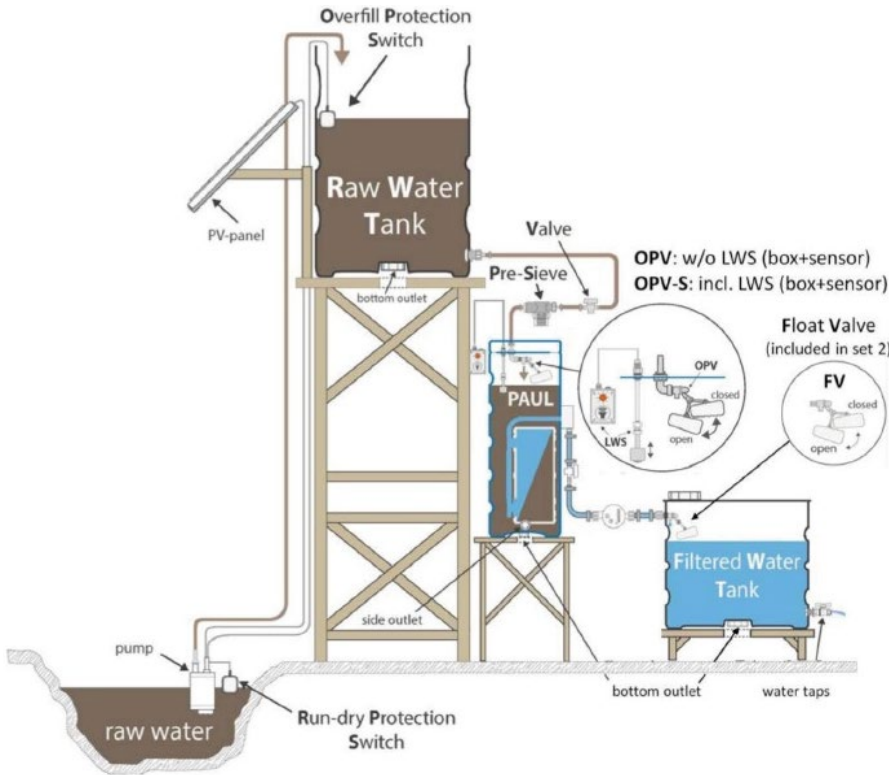 Overfill Protection
Switch
Raw Water
Tank
PV-panel
bottom outlet
Valve
Pre-Sieve
OPV: w/o LWS (box+sensor)
OPV-S: incl. LWS (box+sensor)
Float Valve
(included in set 2)
FV
closed
open
OPV
closed
open
LWS
PAUL
side outlet
Filtered Water
Tank
bottom outlet
water taps
pump
raw water
Run-dry Protection
Switch